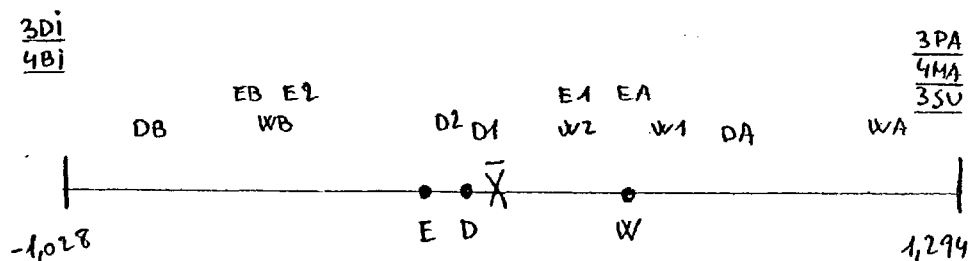 3Di
4Bi
3PA
4MA
3SU
EB E2 E1 EA
DB WB D2 D1 W2 W1 DA WA
X̄
E D W
-1,028 1,294